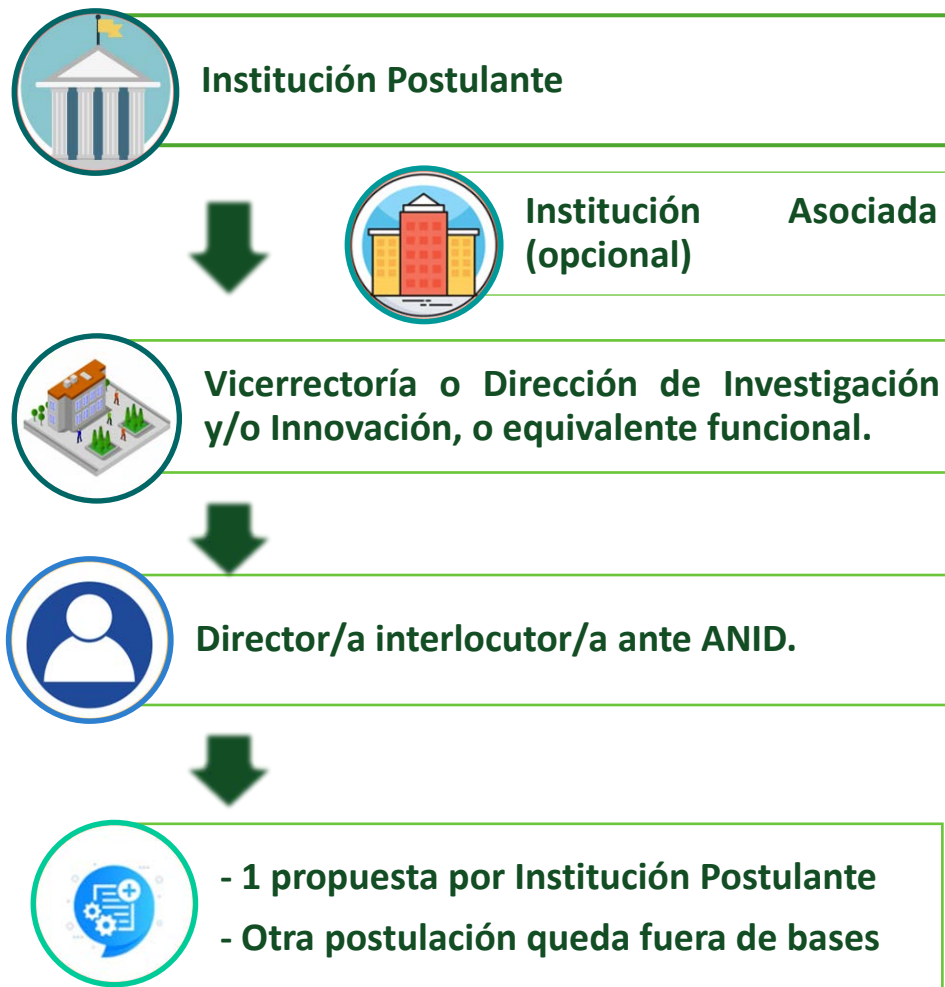 Institución Postulante
Institución Asociada
(opcional)
Vicerrectoría o Dirección de Investigación
y/o Innovación, o equivalente funcional.
Director/a interlocutor/a ante ANID.
- 1 propuesta por Institución Postulante
- Otra postulación queda fuera de bases